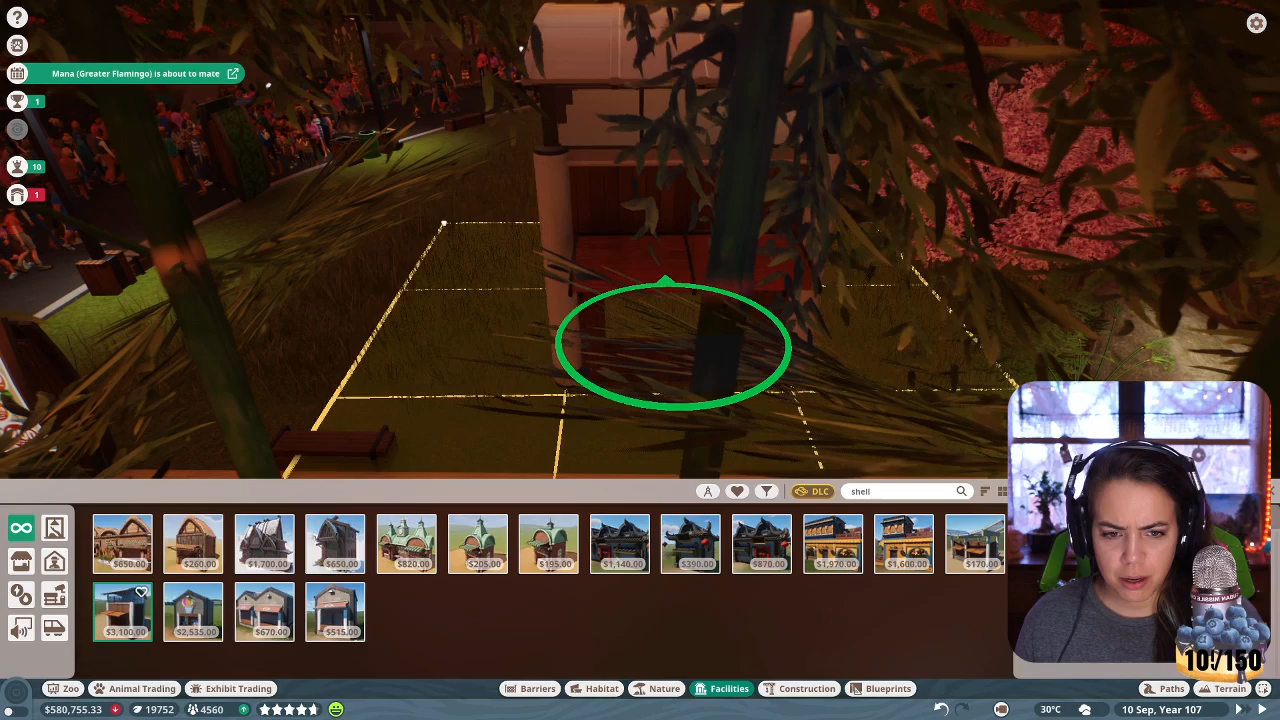 ?
Mana (Greater Flamingo) is about to mate
1
10
1
DLC
shell
$650.00
$260.00
$1,700.00
$650.00
$820.00
$205.00
$195.00
$1,140.00
$390.00
$870.00
$1,970.00
$1,600.00
$170.00
$3,100.00
$2,535.00
$670.00
$515.00
10/150
Zoo
Animal Trading
Exhibit Trading
Barriers
Habitat
Nature
Facilities
Construction
Blueprints
Paths
Terrain
$580,755.33
19752
4560
30°C
10 Sep, Year 107